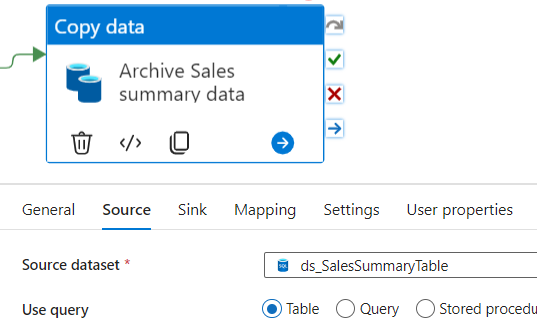 Copy data
Archive Sales
summary data
General Source Sink Mapping Settings User properties
Source dataset * SQL ds_SalesSummaryTable
Use query Table Query Stored procedu